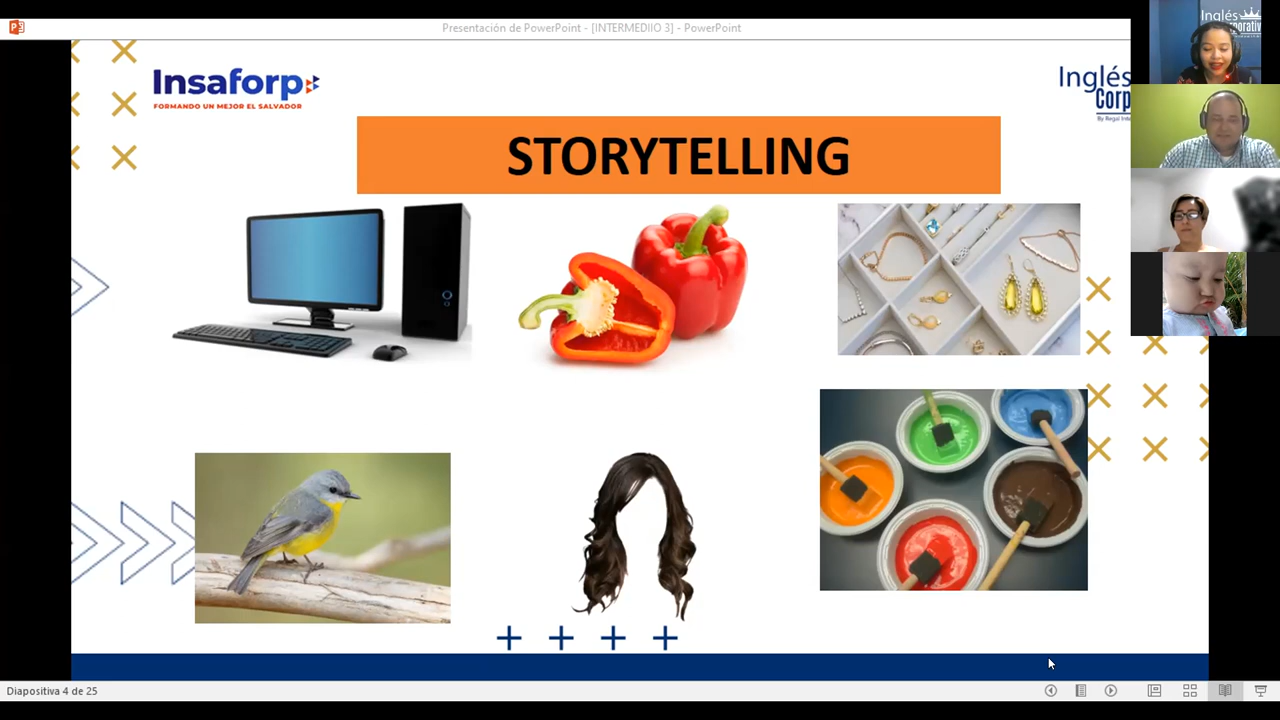 Presentación de PowerPoint - [INTERMEDIIO 3] - PowerPoint
Inglés
Insaforp
FORMANDO UN MEJOR EL SALVADOR
Inglés
Corp
STORYTELLING
Diapositiva 4 de 25